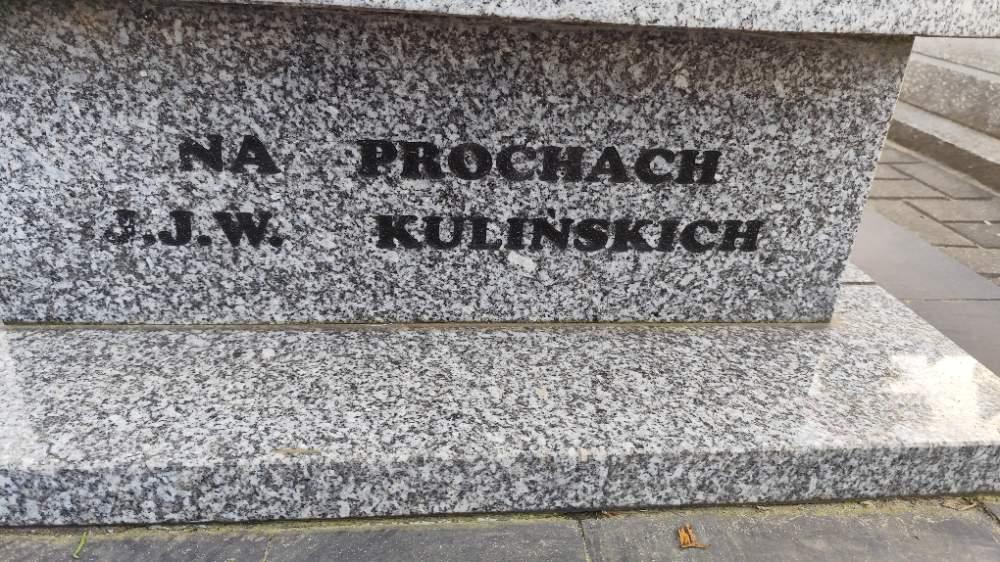 NA PROCHACH
J.J.W. KULIŃSKICH